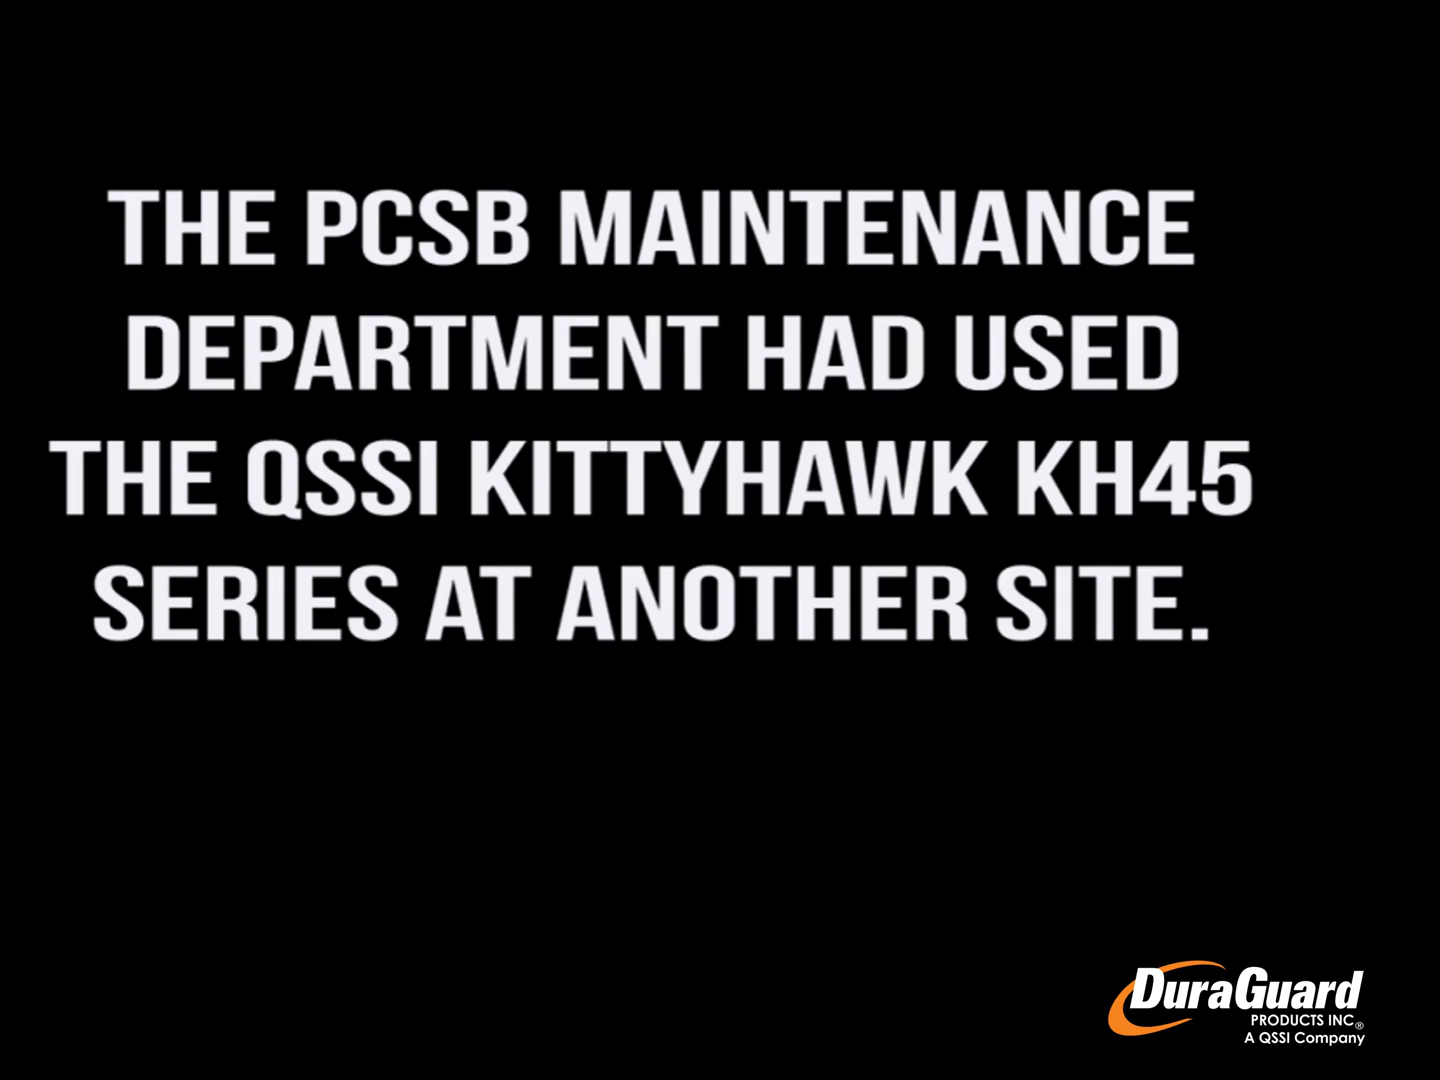 THE PCSB MAINTENANCE
DEPARTMENT HAD USED
THE QSSI KITTYHAWK KH45
SERIES AT ANOTHER SITE.
DuraGuard
PRODUCTS INC®
A QSSI Company